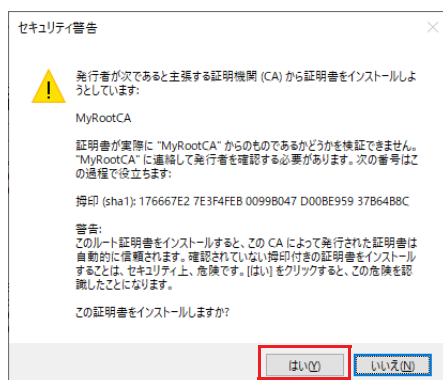 セキュリティ警告
発行者が次であると主張する証明機関 (CA) から証明書をインストールしよ
うとしています:
MyRootCA
証明書が実際に "MyRootCA" からのものであるかどうかを検証できません。
"MyRootCA" に連絡して発行者を確認する必要があります。次の番号はこ
の過程で役立ちます:
拇印 (sha1): 176667E2 7E3F4FEB 0099B047 D00BE959 37B64B8C
警告:
このルート証明書をインストールすると、この CA によって発行された証明書は
自動的に信頼されます。確認されていない拇印付きの証明書をインストール
することは、セキュリティ上、危険です。[はい] をクリックすると、この危険を認
識したことになります。
この証明書をインストールしますか?
はい(Y)
いいえ(N)